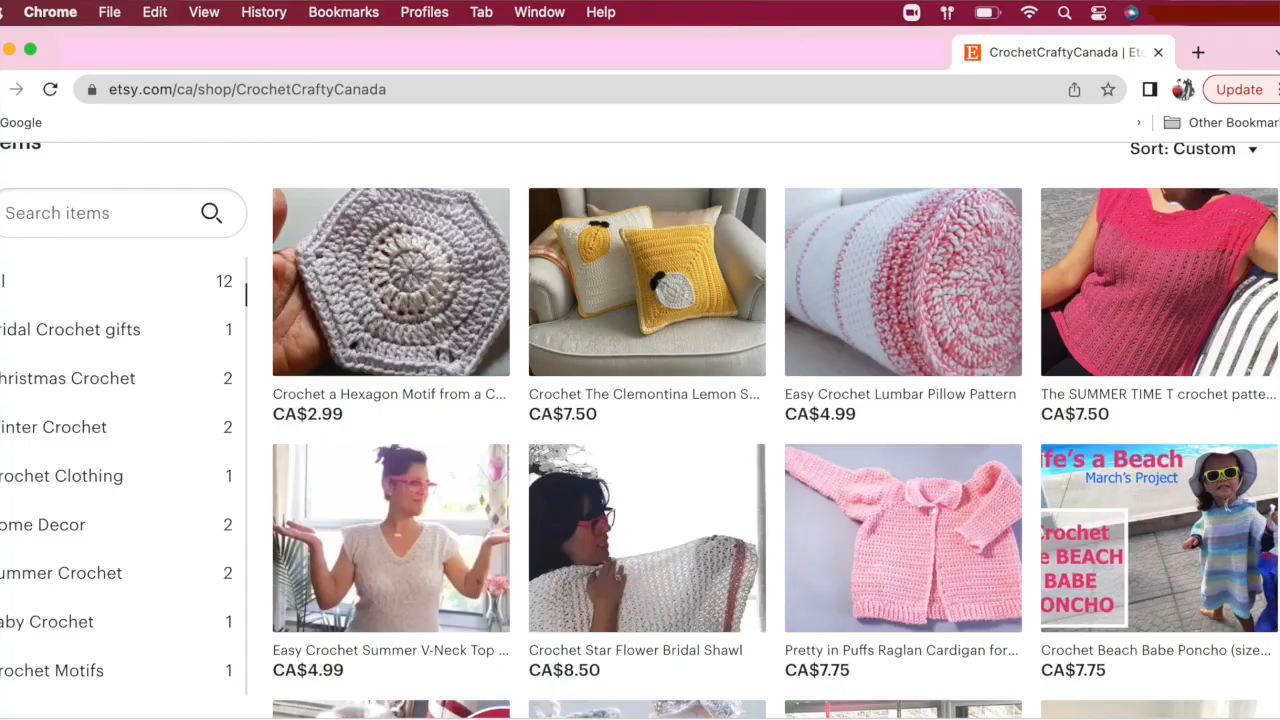 Chrome File Edit View History Bookmarks Profiles Tab Window Help
CrochetCraftyCanada | Ets
etsy.com/ca/shop/CrochetCraftyCanada
Update
Google
Other Bookmar
ems
Sort: Custom
Search items
l 12
ridal Crochet gifts 1
hristmas Crochet 2
inter Crochet 2
rochet Clothing 1
ome Decor 2
ummer Crochet 2
aby Crochet 1
rochet Motifs 1
Crochet a Hexagon Motif from a C...
CA$2.99
Crochet The Clemontina Lemon S...
CA$7.50
Easy Crochet Lumbar Pillow Pattern
CA$4.99
The SUMMER TIME T crochet patte...
CA$7.50
ife's a Beach
March's Project
rochet
e BEACH
BABE
ONCHO
Easy Crochet Summer V-Neck Top ...
CA$4.99
Crochet Star Flower Bridal Shawl
CA$8.50
Pretty in Puffs Raglan Cardigan for...
CA$7.75
Crochet Beach Babe Poncho (size...
CA$7.75